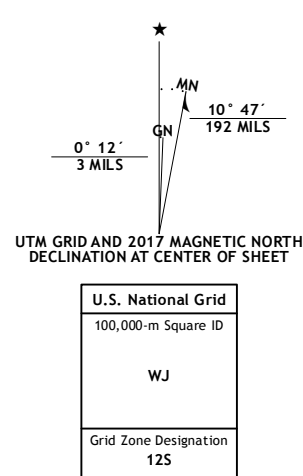 ★
MN
10° 47´
192 MILS
GN
0° 12´
3 MILS
UTM GRID AND 2017 MAGNETIC NORTH
DECLINATION AT CENTER OF SHEET
U.S. National Grid
100,000-m Square ID
WJ
Grid Zone Designation
12S